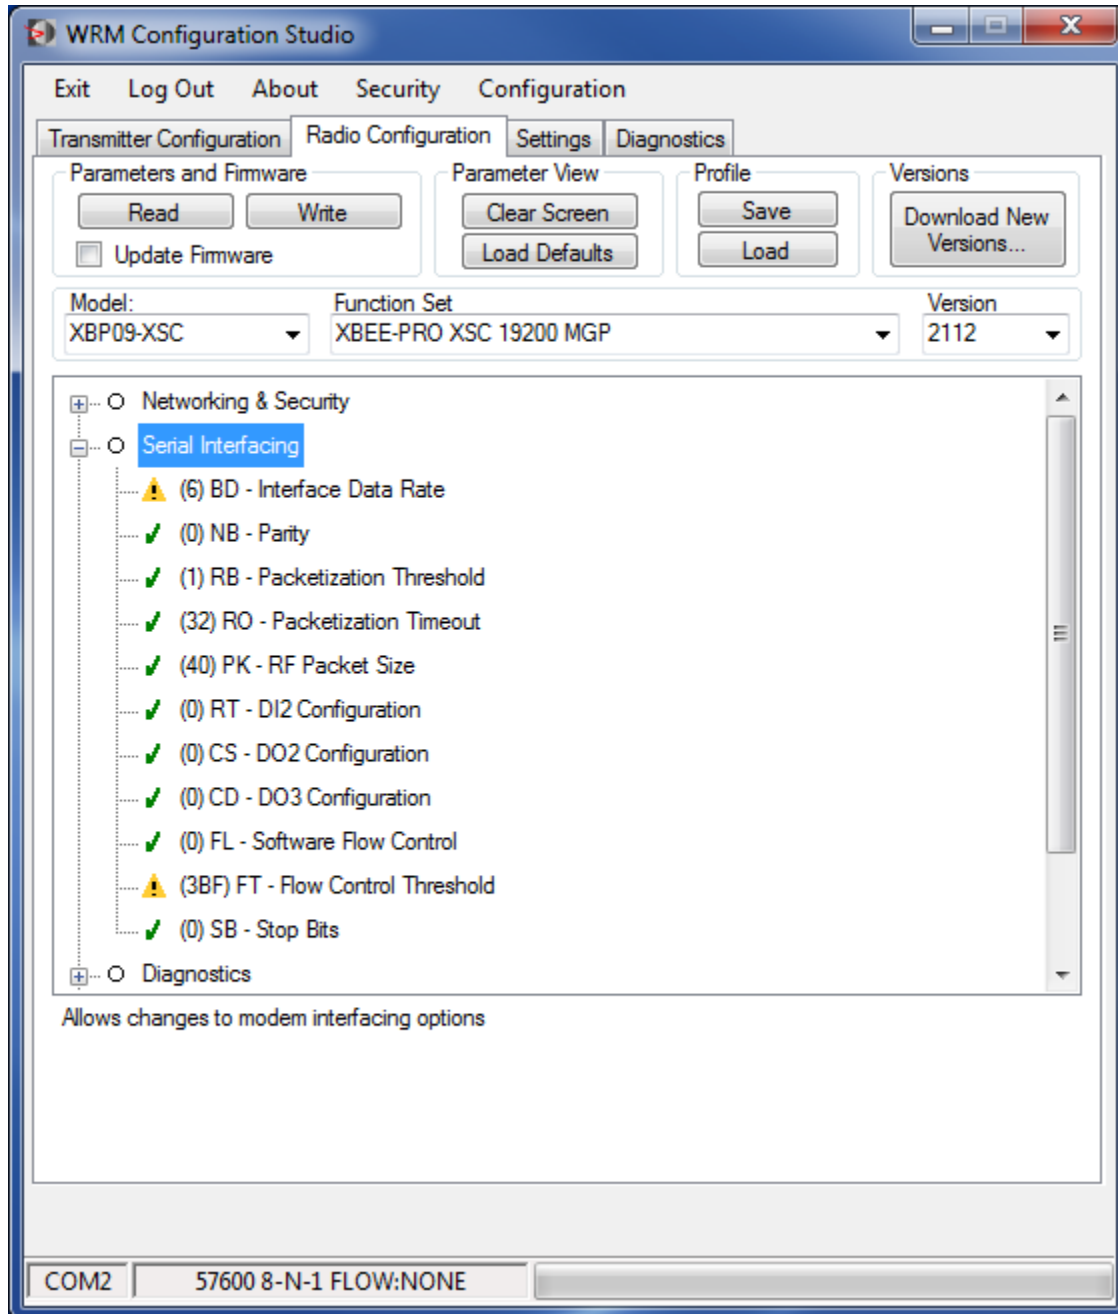 WRM Configuration Studio
Exit Log Out About Security Configuration
Transmitter Configuration Radio Configuration Settings Diagnostics
Parameters and Firmware Parameter View Profile Versions
Read Write Clear Screen Save Download New Versions...
Update Firmware Load Defaults Load
Model: Function Set Version
XBP09-XSC XBEE-PRO XSC 19200 MGP 2112
Networking & Security
Serial Interfacing
(6) BD - Interface Data Rate
(0) NB - Parity
(1) RB - Packetization Threshold
(32) RO - Packetization Timeout
(40) PK - RF Packet Size
(0) RT - DI2 Configuration
(0) CS - DO2 Configuration
(0) CD - DO3 Configuration
(0) FL - Software Flow Control
(3BF) FT - Flow Control Threshold
(0) SB - Stop Bits
Diagnostics
Allows changes to modem interfacing options
COM2 57600 8-N-1 FLOW:NONE